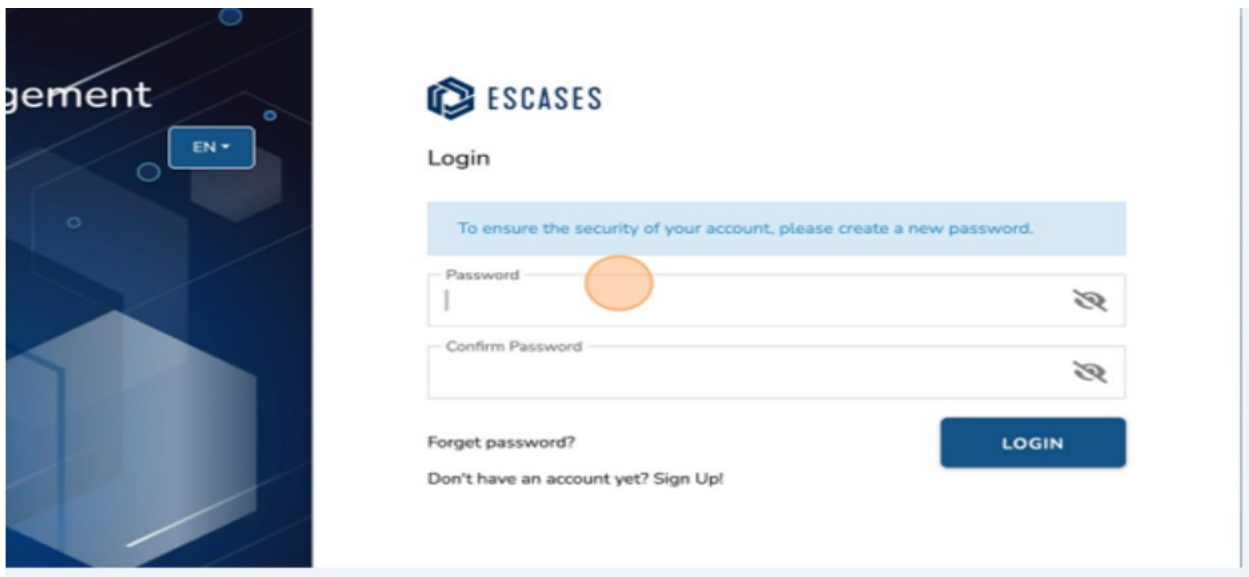 gement
EN
ESCASES
Login
To ensure the security of your account, please create a new password.
Password
Confirm Password
Forget password?
LOGIN
Don't have an account yet? Sign Up!